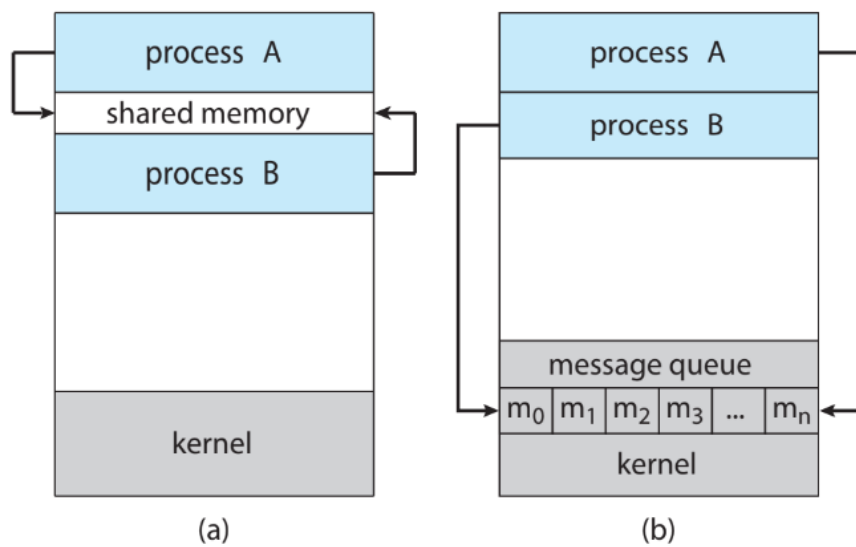 process A
shared memory
process B
kernel
(a)
process A
process B
message queue
m0 m1 m2 m3 ... mn
kernel
(b)